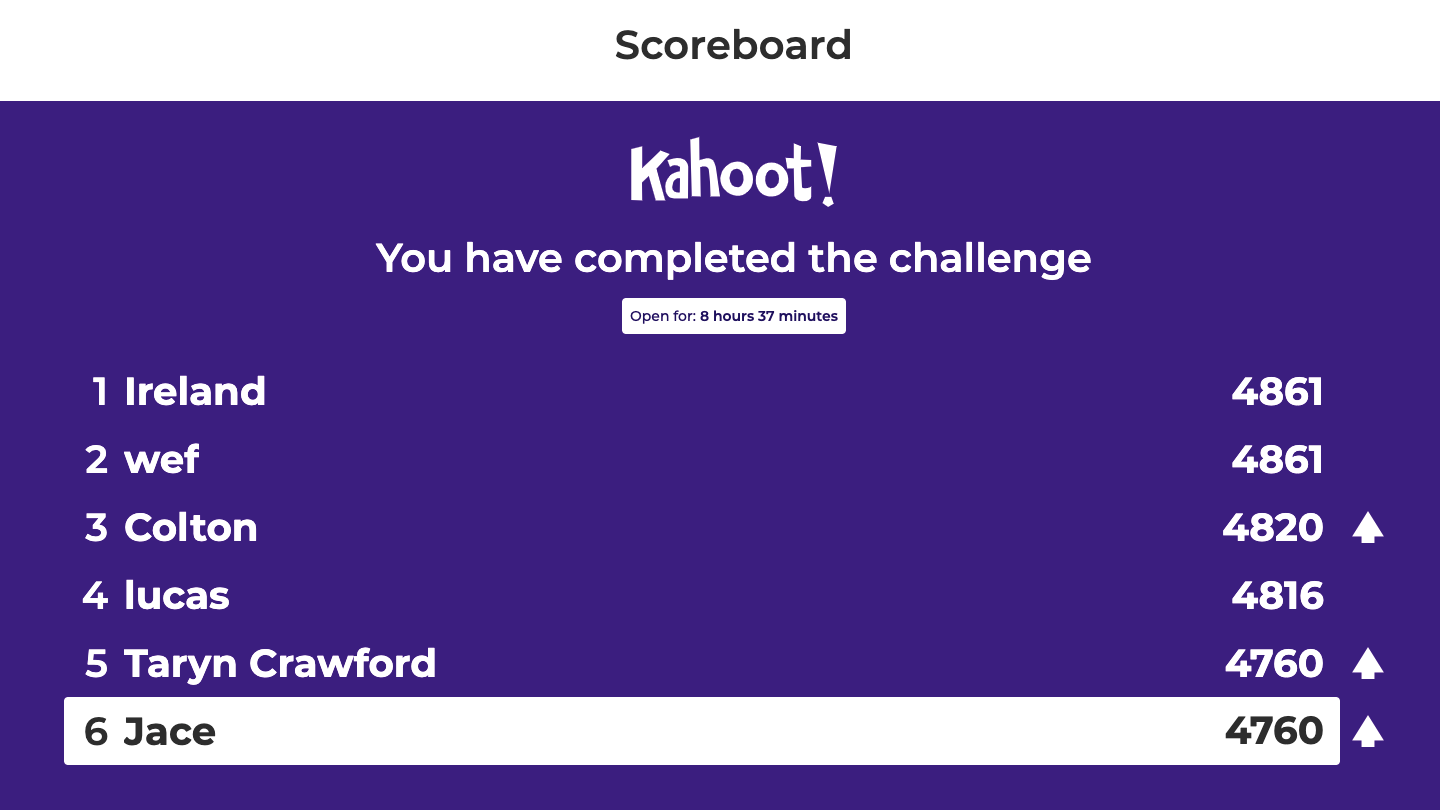 Scoreboard
Kahoot!
You have completed the challenge
Open for: 8 hours 37 minutes
1 Ireland 4861
2 wef 4861
3 Colton 4820
4 lucas 4816
5 Taryn Crawford 4760
6 Jace 4760